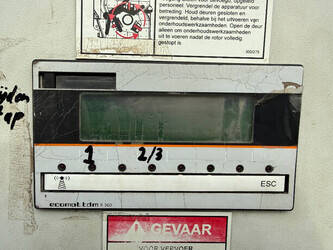 personeel. Vergrendel de apparatuur voor
betreding. Houd deuren gesloten en
vergrendeld, behalve bij het uitvoeren van
onderhoudswerkzaamheden. Open de deur
alleen om onderhoudswerkzaamheden
uit te voeren nadat de rotor volledig
gestopt is
1
2/3
ESC
ecomat tdm R 360
GEVAAR
VOOR VERVOER